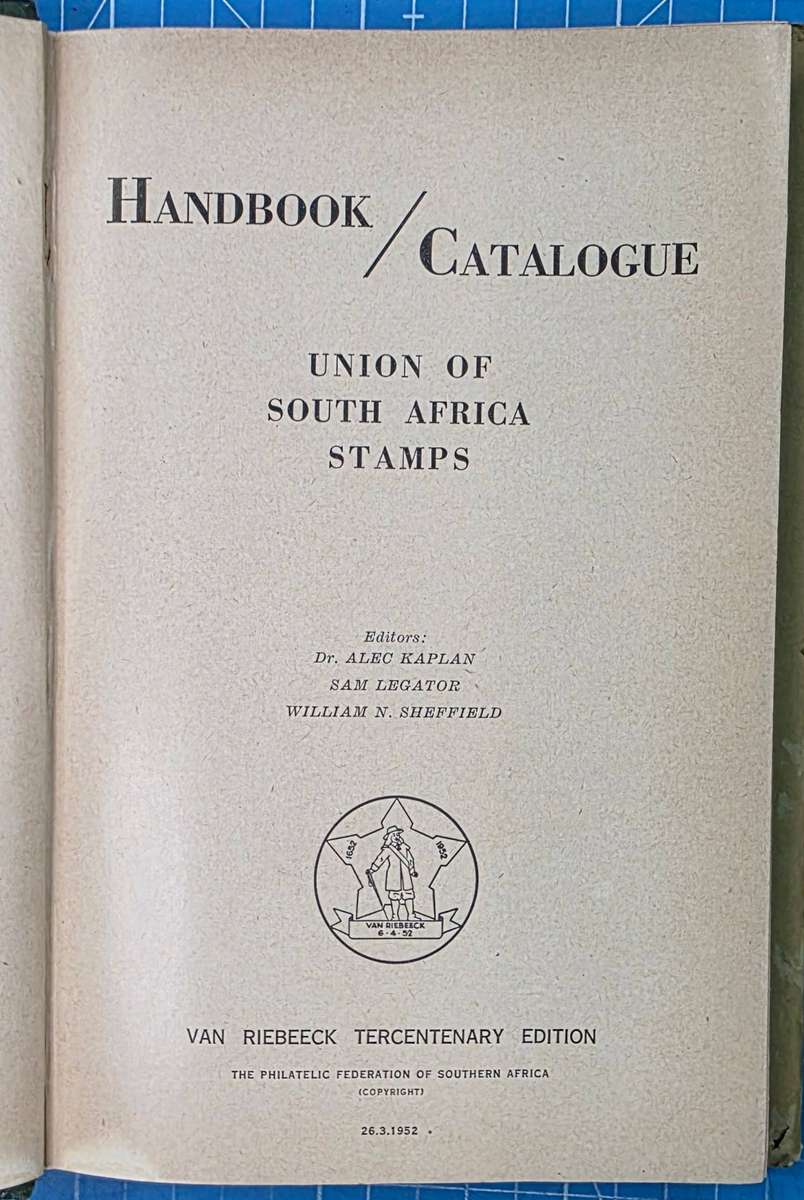 HANDBOOK / CATALOGUE
UNION OF
SOUTH AFRICA
STAMPS
Editors:
Dr. ALEC KAPLAN
SAM LEGATOR
WILLIAM N. SHEFFIELD
1652 1952
VAN RIEBEECK
6·4·52
VAN RIEBEECK TERCENTENARY EDITION
THE PHILATELIC FEDERATION OF SOUTHERN AFRICA
(COPYRIGHT)
26.3.1952